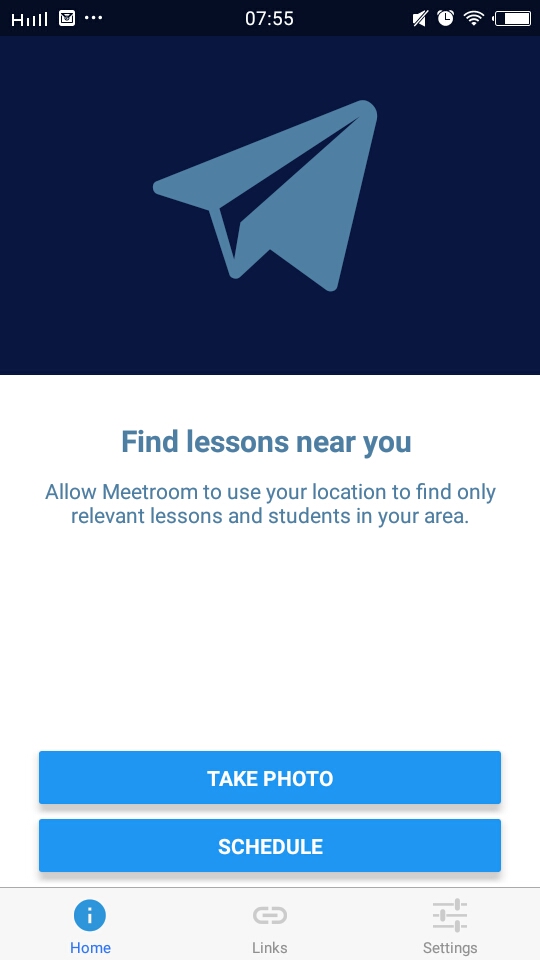 07:55
Find lessons near you
Allow Meetroom to use your location to find only
relevant lessons and students in your area.
TAKE PHOTO
SCHEDULE
Home
Links
Settings